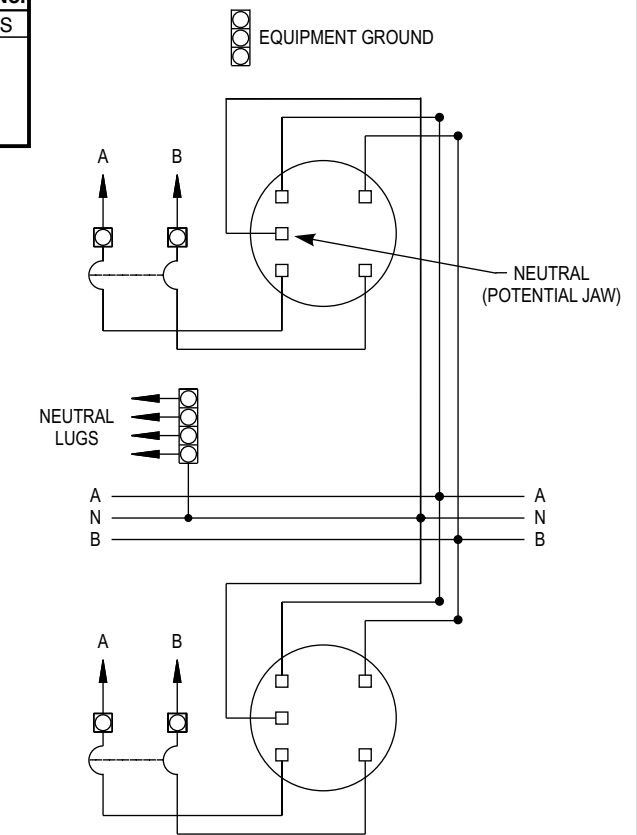 S
EQUIPMENT GROUND
A B
NEUTRAL
(POTENTIAL JAW)
NEUTRAL
LUGS
A A
N N
B B
A B